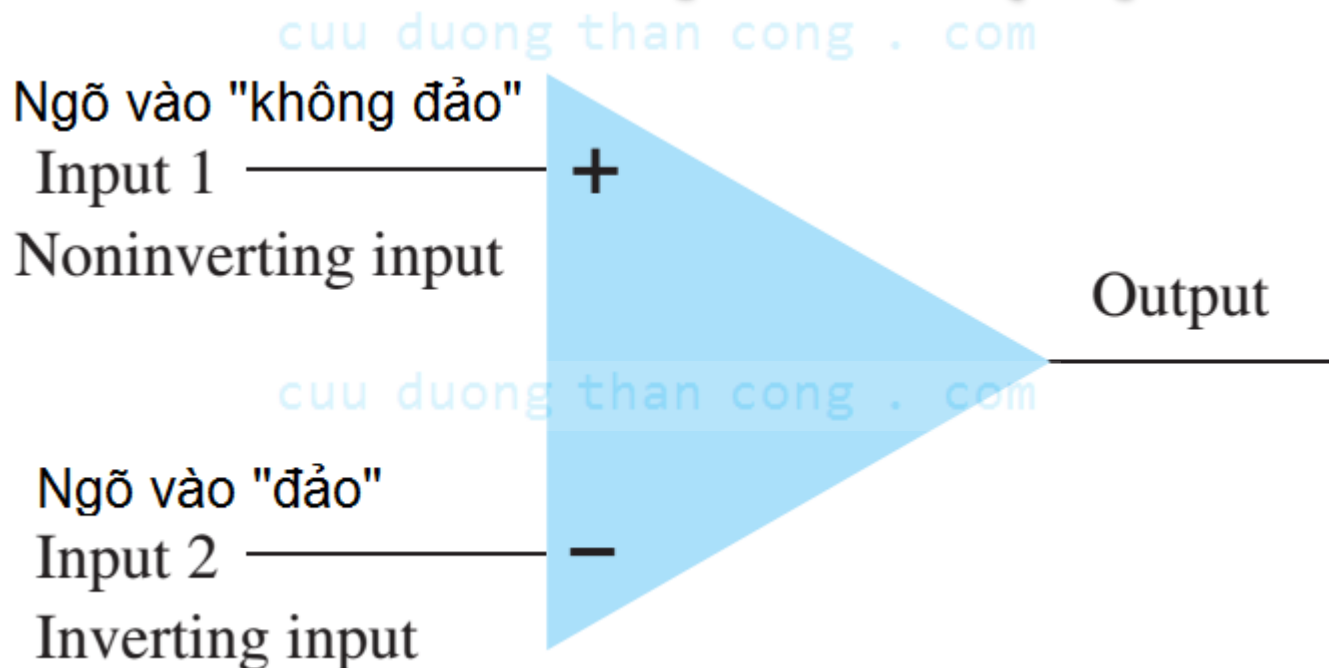 cuu duong than cong . com
Ngõ vào "không đảo"
Input 1
+
Noninverting input
Output
cuu duong than cong . com
Ngõ vào "đảo"
Input 2
−
Inverting input